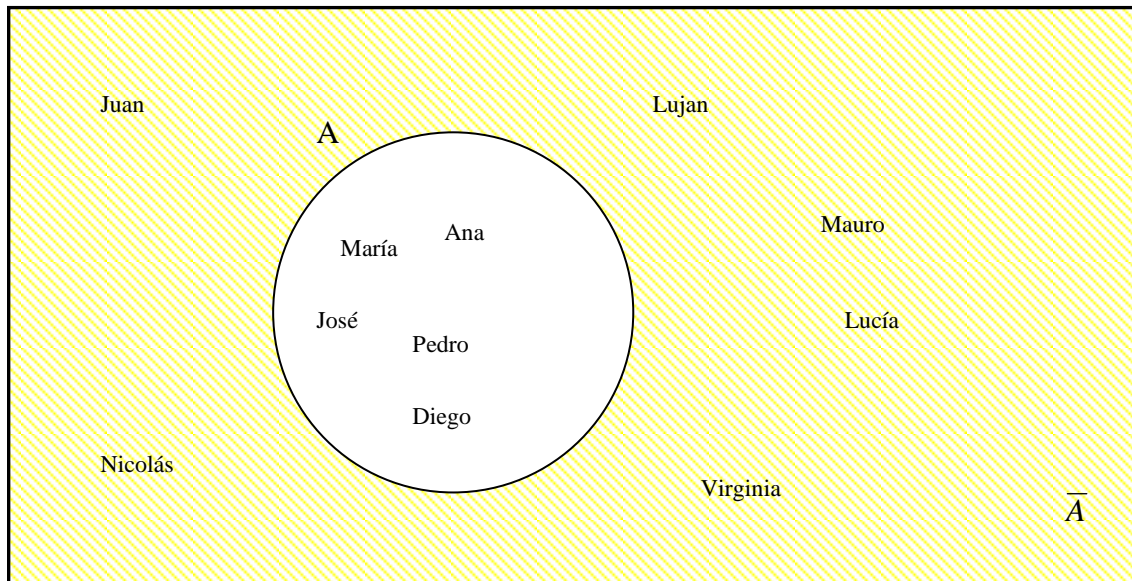 Juan
Lujan
A
Ana
Mauro
María
José
Lucía
Pedro
Diego
Nicolás
Virginia
A̅